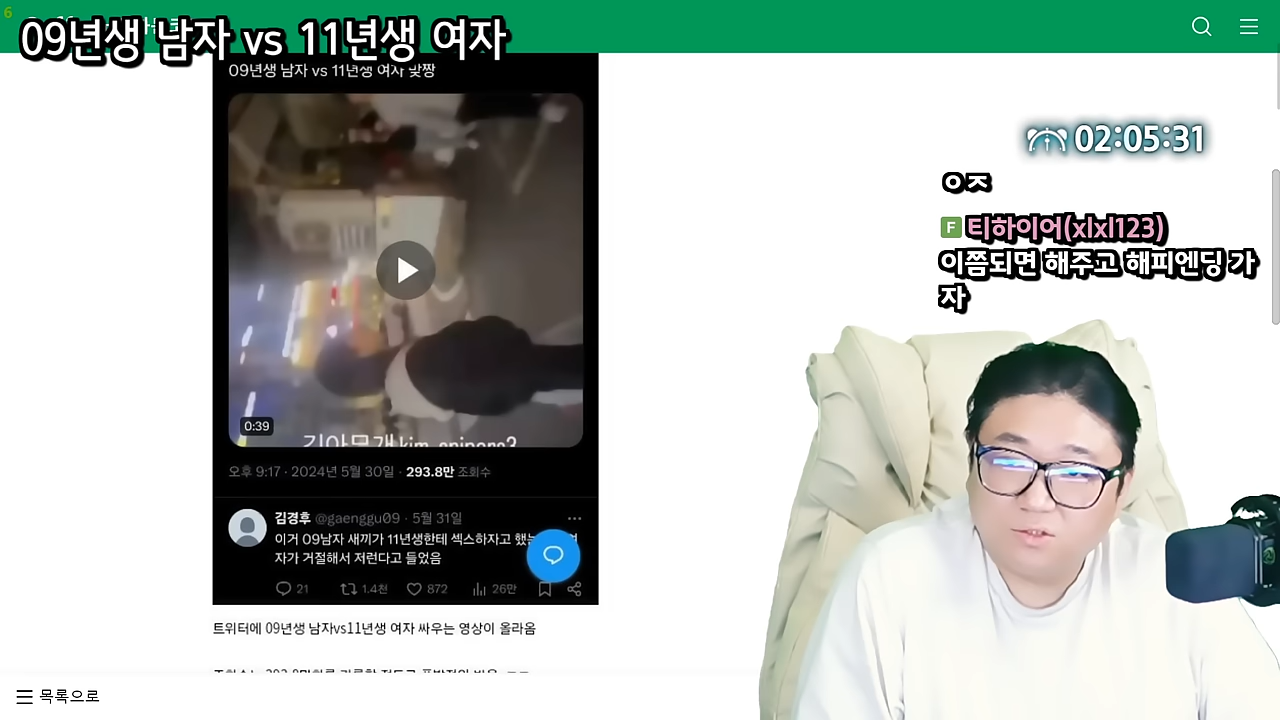 6
09년생 남자 vs 11년생 여자
09년생 남자 vs 11년생 여자 맞짱
02:05:31
ㅇㅈ
F 티하이어(xlxl123)
이쯤되면 해주고 해피엔딩 가
자
0:39
오후 9:17 · 2024년 5월 30일 · 293.8만 조회수
김경후 @gaenggu09 · 5월 31일
이거 09남자 새끼가 11년생한테 섹스하자고
자가 거절해서 저런다고 들었음
21 1.4천 872 26만
트위터에 09년생 남자vs11년생 여자 싸우는 영상이 올라옴
목록으로